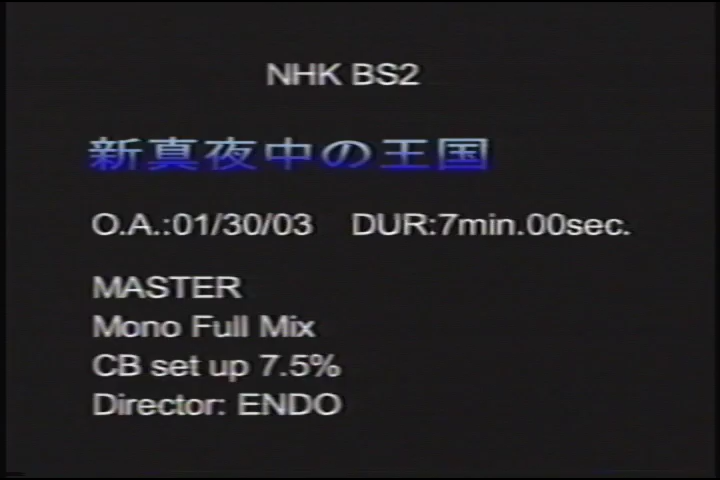 NHK BS2
新真夜中の王国
O.A.:01/30/03 DUR:7min.00sec.
MASTER
Mono Full Mix
CB set up 7.5%
Director: ENDO